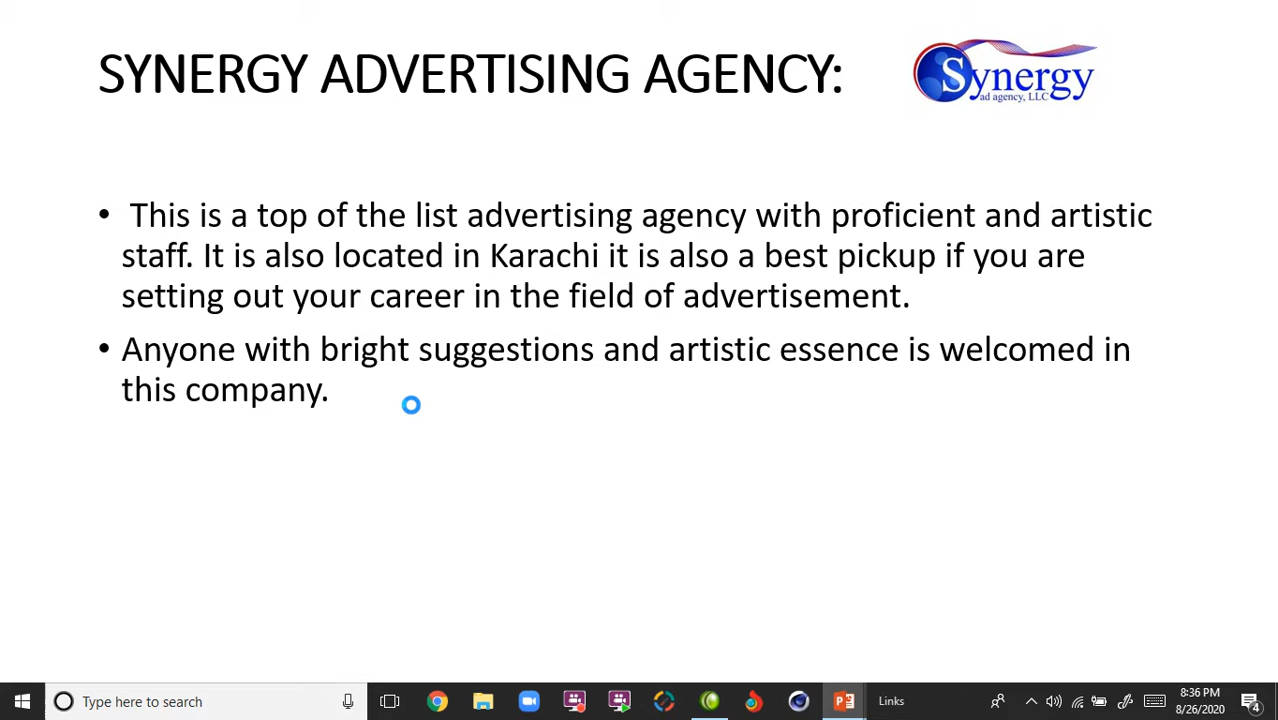 SYNERGY ADVERTISING AGENCY:
Synergy
ad agency, LLC
• This is a top of the list advertising agency with proficient and artistic
staff. It is also located in Karachi it is also a best pickup if you are
setting out your career in the field of advertisement.
• Anyone with bright suggestions and artistic essence is welcomed in
this company.
Type here to search
Links
8:36 PM
8/26/2020
4